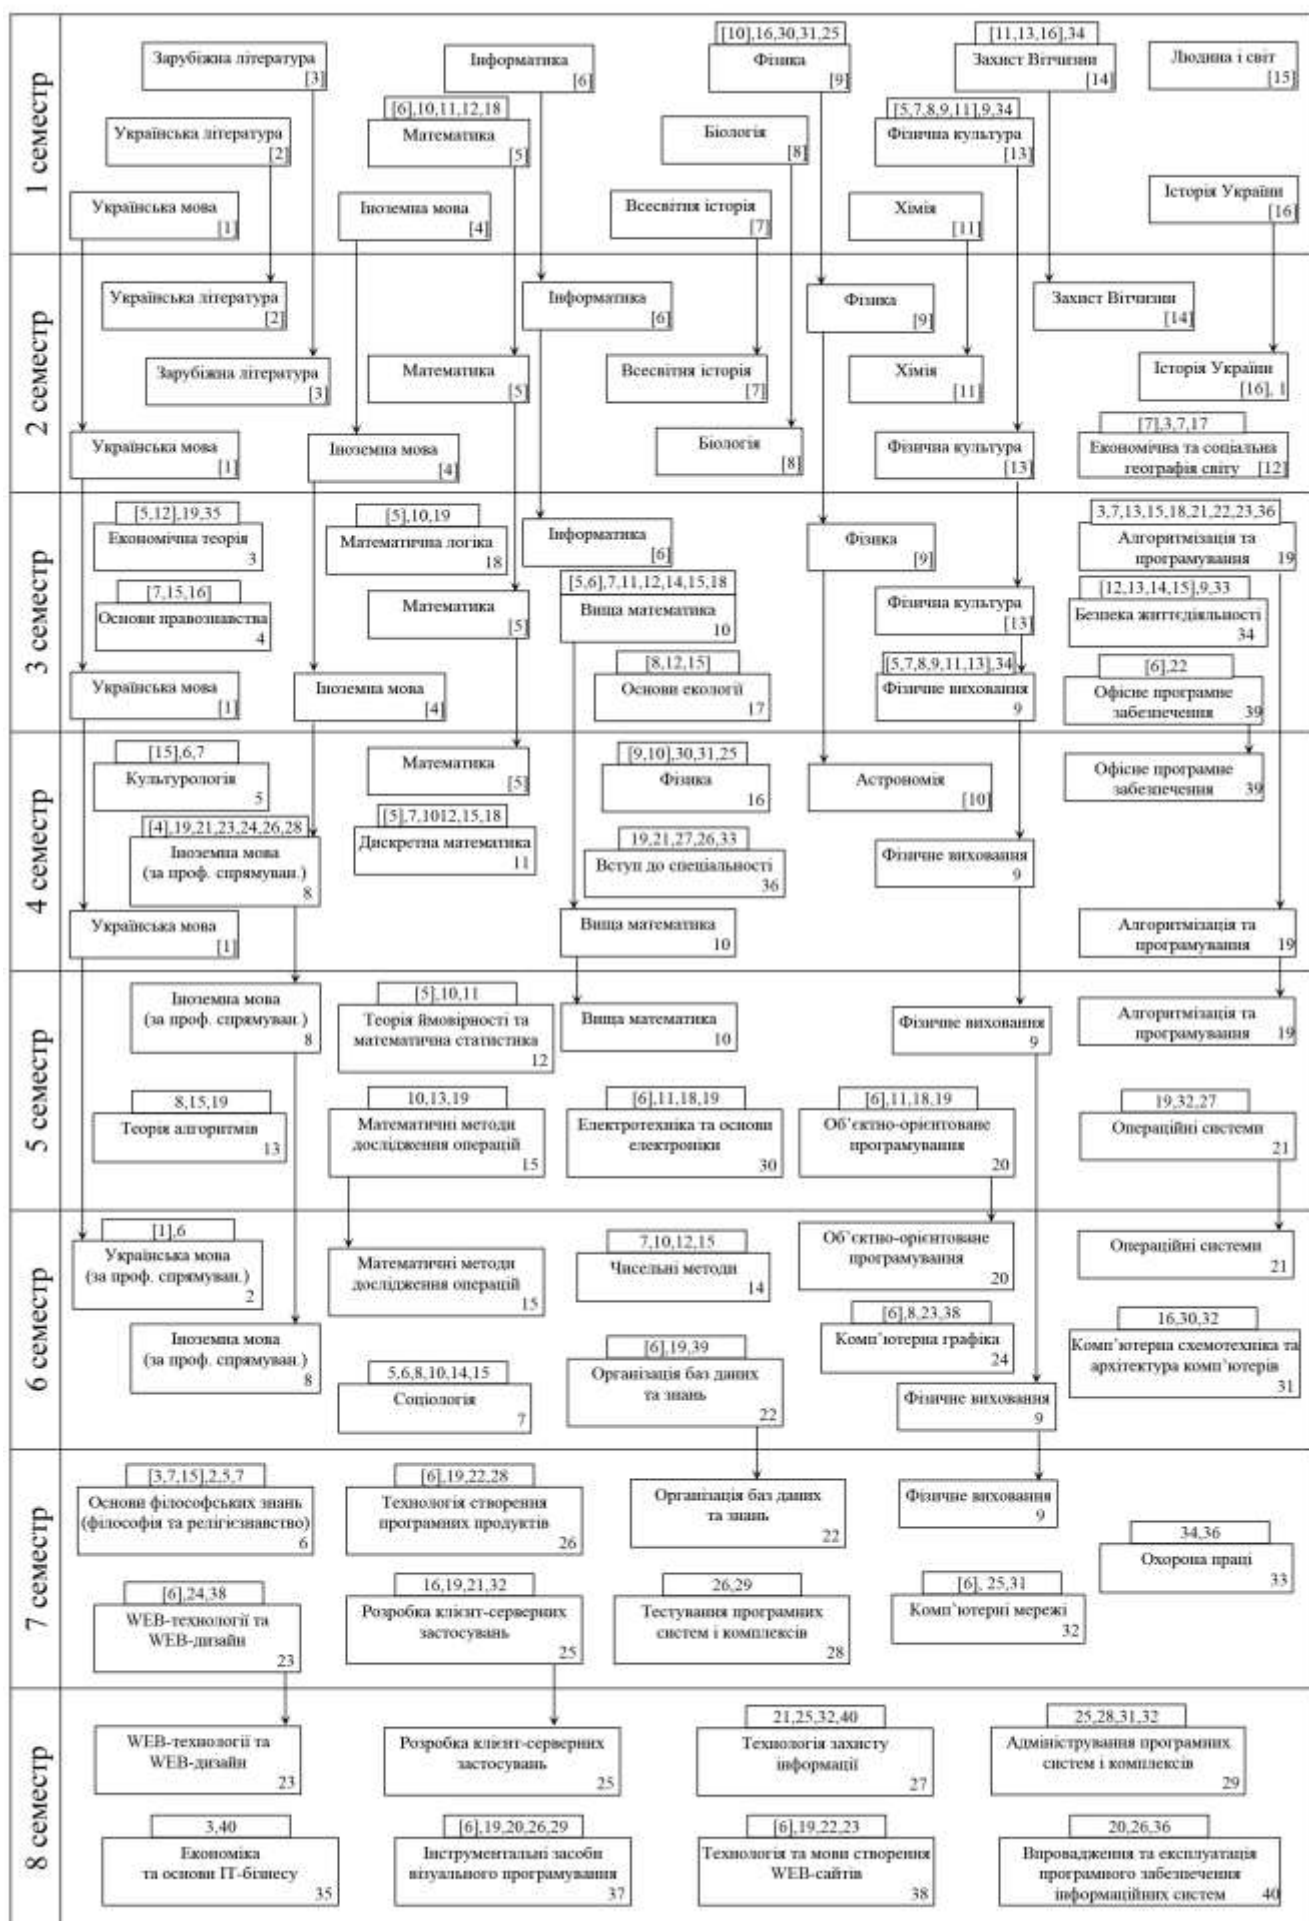 1 семестр
[10],16,30,31,25
[11,13,16],34
Зарубіжна література
[3]
Інформатика
[6]
Фізика
[9]
Захист Вітчизни
[14]
Людина і світ
[15]
[6],10,11,12,18
[5,7,8,9,11],9,34
Українська література
[2]
Математика
[5]
Біологія
[8]
Фізична культура
[13]
Українська мова
[1]
Іноземна мова
[4]
Всесвітня історія
[7]
Хімія
[11]
Історія України
[16]
2 семестр
Українська література
[2]
Інформатика
[6]
Фізика
[9]
Захист Вітчизни
[14]
Зарубіжна література
[3]
Математика
[5]
Всесвітня історія
[7]
Хімія
[11]
Історія України
[16], 1
[7],3,7,17
Українська мова
[1]
Іноземна мова
[4]
Біологія
[8]
Фізична культура
[13]
Економічна та соціальна
географія світу [12]
3 семестр
[5,12],19,35
Економічна теорія
3
[5],10,19
Математична логіка
18
Інформатика
[6]
Фізика
[9]
3,7,13,15,18,21,22,23,36
Алгоритмізація та
програмування 19
[7,15,16]
Основи правознавства
4
Математика
[5]
[5,6],7,11,12,14,15,18
Вища математика
10
Фізична культура
[13]
[12,13,14,15],9,33
Безпека життєдіяльності
34
Українська мова
[1]
Іноземна мова
[4]
[8,12,15]
Основи екології
17
[5,7,8,9,11,13],34
Фізичне виховання
9
[6],22
Офісне програмне
забезпечення 39
4 семестр
[15],6,7
Культурологія
5
Математика
[5]
[9,10],30,31,25
Фізика
16
Астрономія
[10]
Офісне програмне
забезпечення 39
[4],19,21,23,24,26,28
Іноземна мова
(за проф. спрямуван.)
8
[5],7,1012,15,18
Дискретна математика
11
19,21,27,26,33
Вступ до спеціальності
36
Фізичне виховання
9
Українська мова
[1]
Вища математика
10
Алгоритмізація та
програмування 19
5 семестр
Іноземна мова
(за проф. спрямуван.)
8
[5],10,11
Теорія ймовірності та
математична статистика
12
Вища математика
10
Фізичне виховання
9
Алгоритмізація та
програмування 19
8,15,19
Теорія алгоритмів
13
10,13,19
Математичні методи
дослідження операцій
15
[6],11,18,19
Електротехніка та основи
електроніки
30
[6],11,18,19
Об’єктно-орієнтоване
програмування
20
19,32,27
Операційні системи
21
6 семестр
[1],6
Українська мова
(за проф. спрямуван.)
2
Математичні методи
дослідження операцій
15
7,10,12,15
Чисельні методи
14
Об’єктно-орієнтоване
програмування
20
Операційні системи
21
Іноземна мова
(за проф. спрямуван.)
8
5,6,8,10,14,15
Соціологія
7
[6],19,39
Організація баз даних
та знань
22
[6],8,23,38
Комп’ютерна графіка
24
16,30,32
Комп’ютерна схемотехніка та
архітектура комп’ютерів
31
Фізичне виховання
9
7 семестр
[3,7,15],2,5,7
Основи філософських знань
(філософія та релігієзнавство)
6
[6],19,22,28
Технологія створення
програмних продуктів
26
Організація баз даних
та знань
22
Фізичне виховання
9
34,36
Охорона праці
33
[6],24,38
WEB-технології та
WEB-дизайн
23
16,19,21,32
Розробка клієнт-серверних
застосувань
25
26,29
Тестування програмних
систем і комплексів
28
[6], 25,31
Комп’ютерні мережі
32
8 семестр
WEB-технології та
WEB-дизайн
23
Розробка клієнт-серверних
застосувань
25
21,25,32,40
Технологія захисту
інформації
27
25,28,31,32
Адміністрування програмних
систем і комплексів
29
3,40
Економіка
та основи ІТ-бізнесу
35
[6],19,20,26,29
Інструментальні засоби
візуального програмування
37
[6],19,22,23
Технологія та мови створення
WEB-сайтів
38
20,26,36
Впровадження та експлуатація
програмного забезпечення
інформаційних систем 40